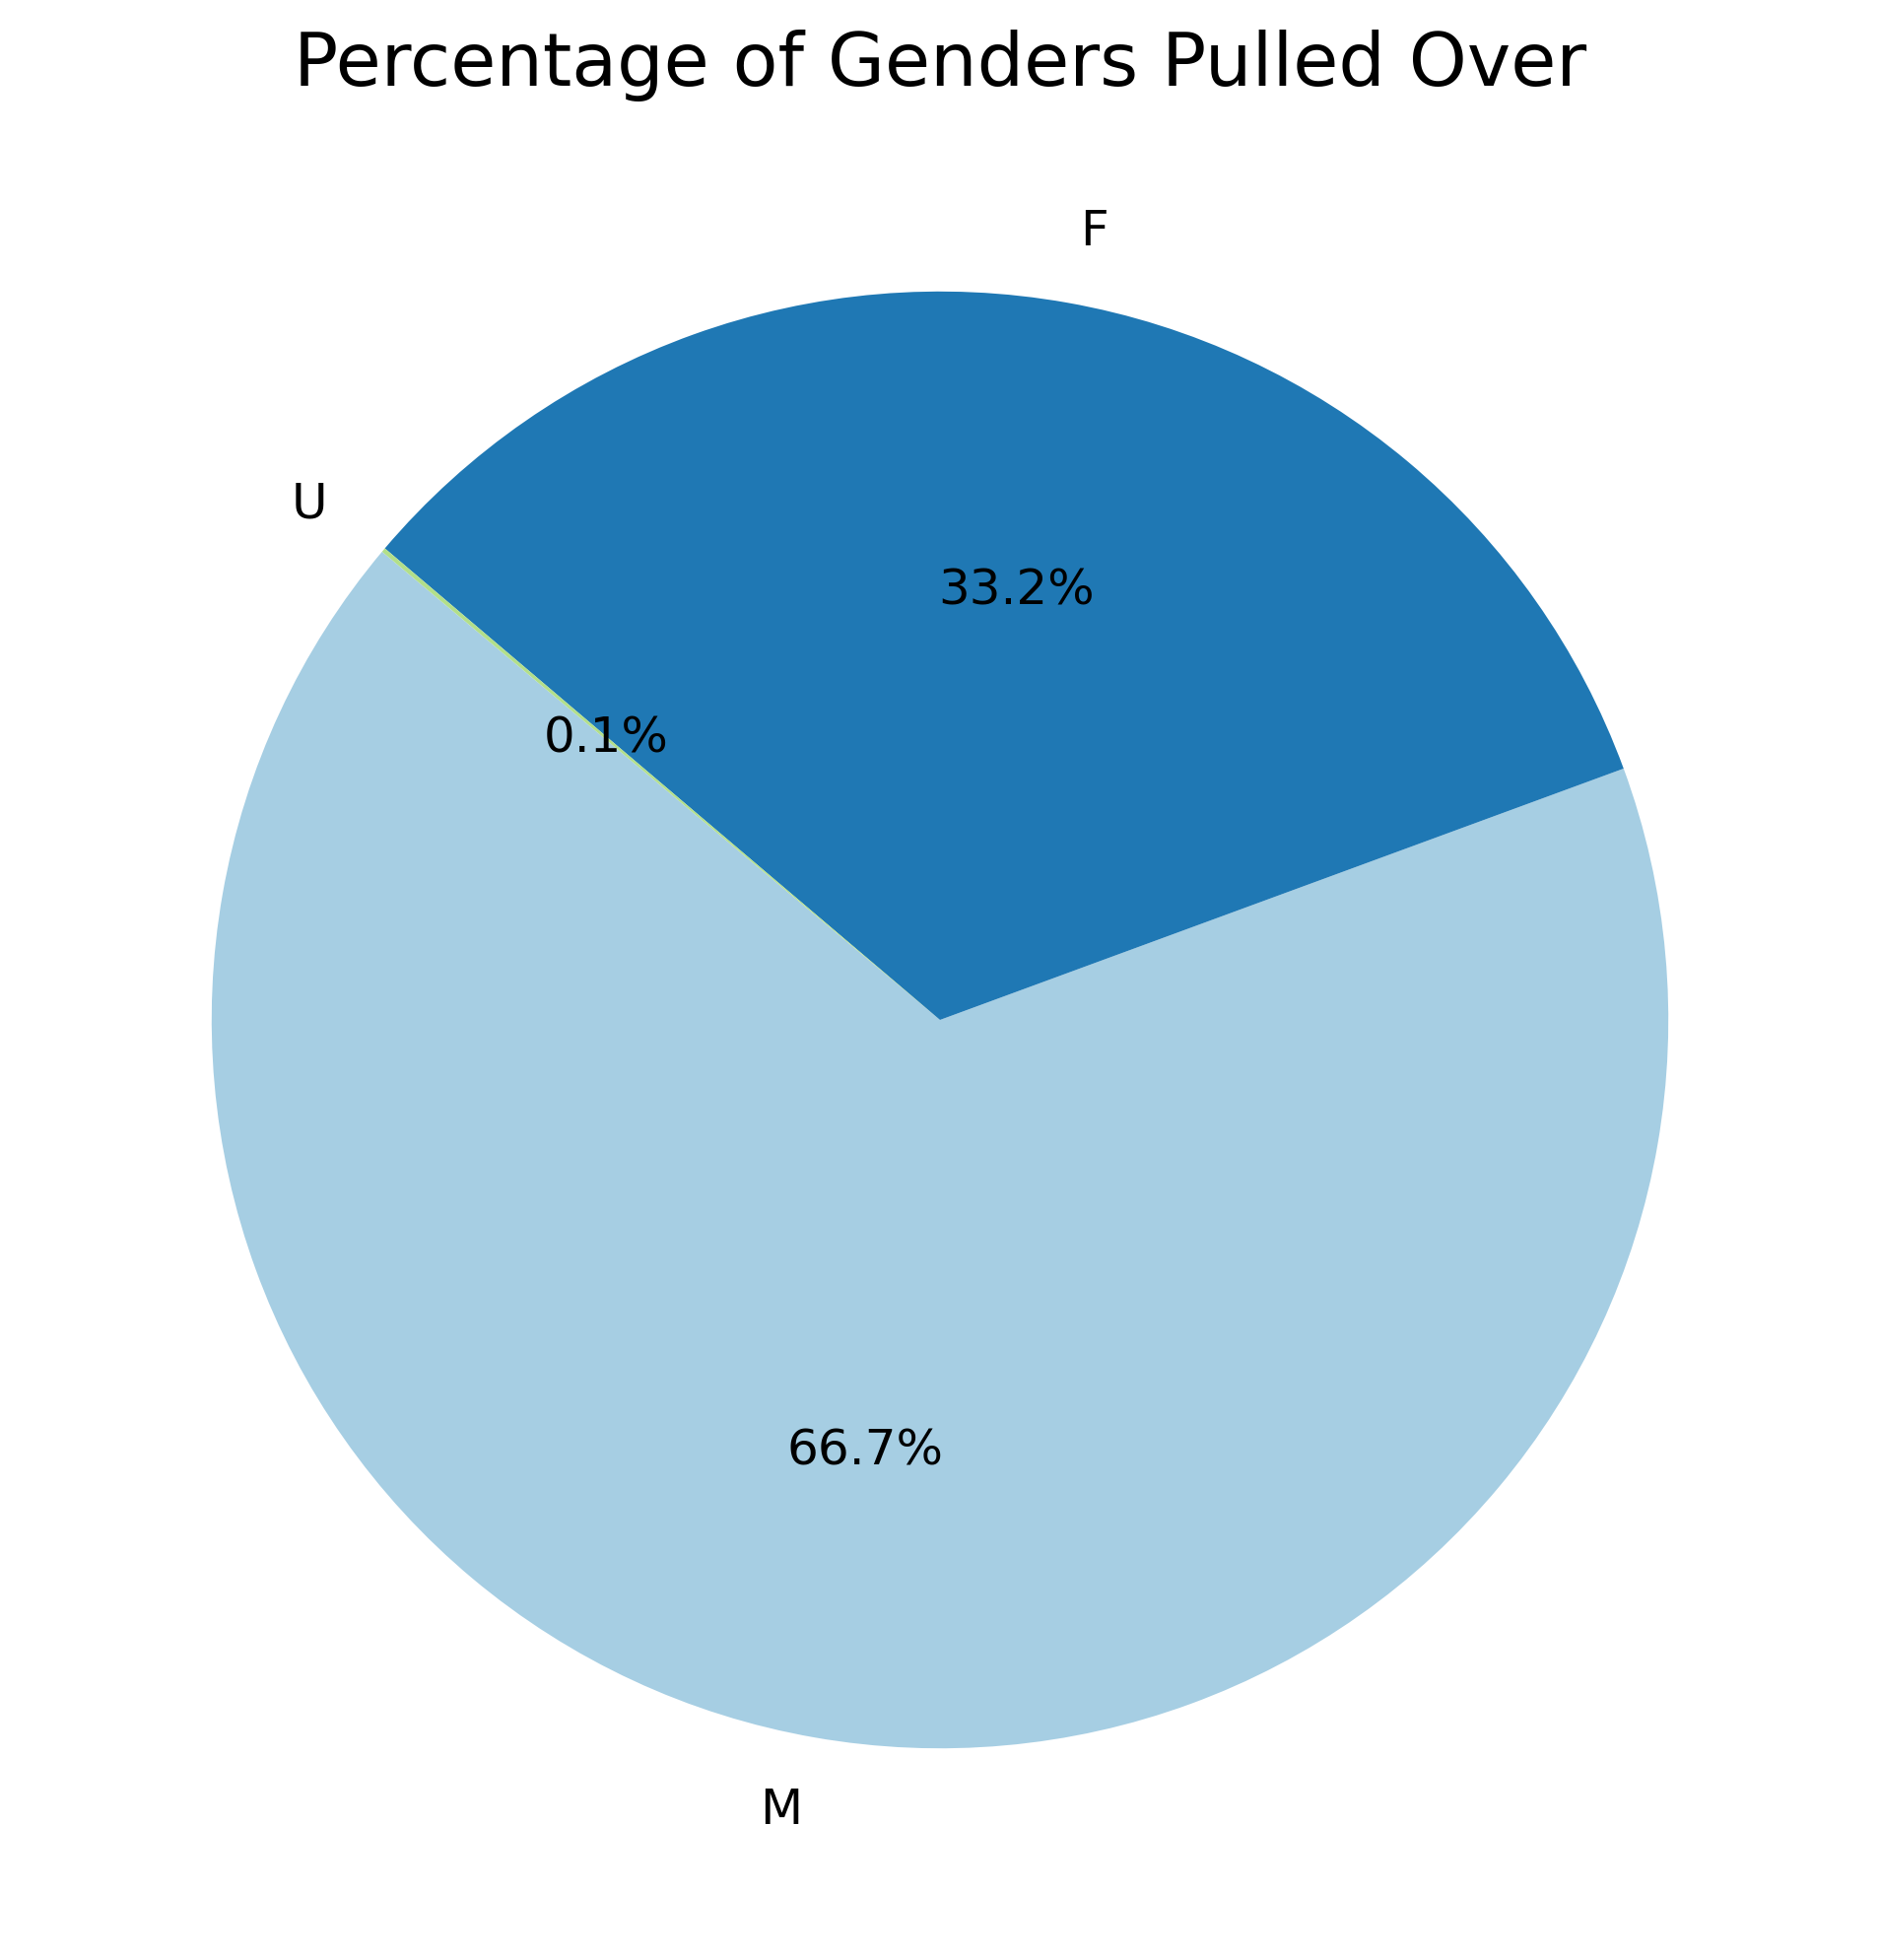 Percentage of Genders Pulled Over
F
U
33.2%
0.1%
66.7%
M